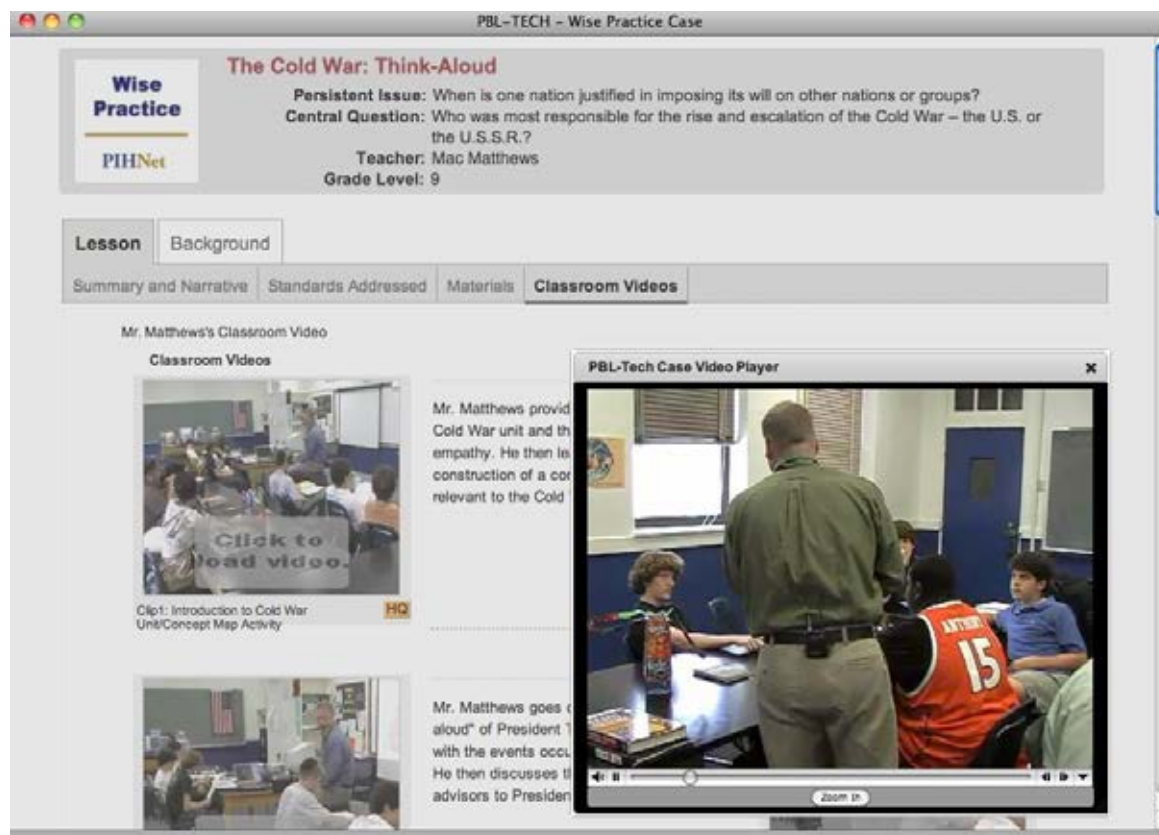 PBL-TECH - Wise Practice Case
Wise
Practice
PIHNet
The Cold War: Think-Aloud
Persistent Issue: When is one nation justified in imposing its will on other nations or groups?
Central Question: Who was most responsible for the rise and escalation of the Cold War – the U.S. or
the U.S.S.R.?
Teacher: Mac Matthews
Grade Level: 9
Lesson
Background
Summary and Narrative
Standards Addressed
Materials
Classroom Videos
Mr. Matthews's Classroom Video
Classroom Videos
Click to
load video.
Clip1: Introduction to Cold War
Unit/Concept Map Activity
HQ
Mr. Matthews provid
Cold War unit and th
empathy. He then le
construction of a co
relevant to the Cold
Mr. Matthews goes
aloud" of President
with the events occu
He then discusses
advisors to Presiden
PBL-Tech Case Video Player
ANTHONY
15
Zoom In